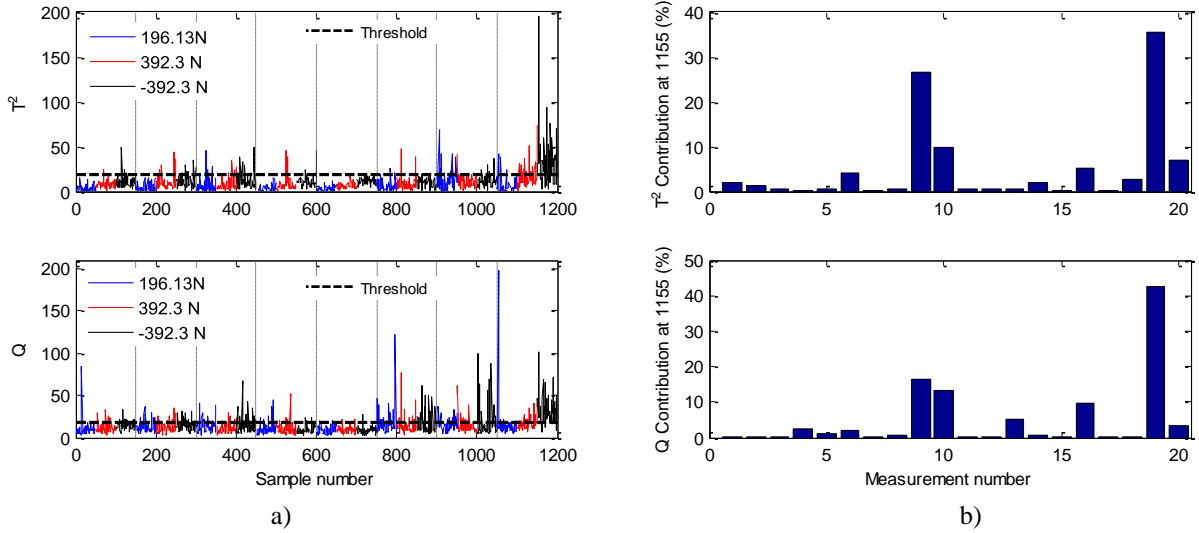 200
150
100
50
0
T²
196.13N
392.3 N
-392.3 N
Threshold
0 200 400 600 800 1000 1200
200
150
100
50
0
Q
196.13N
392.3 N
-392.3 N
Threshold
0 200 400 600 800 1000 1200
Sample number
a)
40
30
20
10
0
T² Contribution at 1155 (%)
0 5 10 15 20
50
40
30
20
10
0
Q Contribution at 1155 (%)
0 5 10 15 20
Measurement number
b)